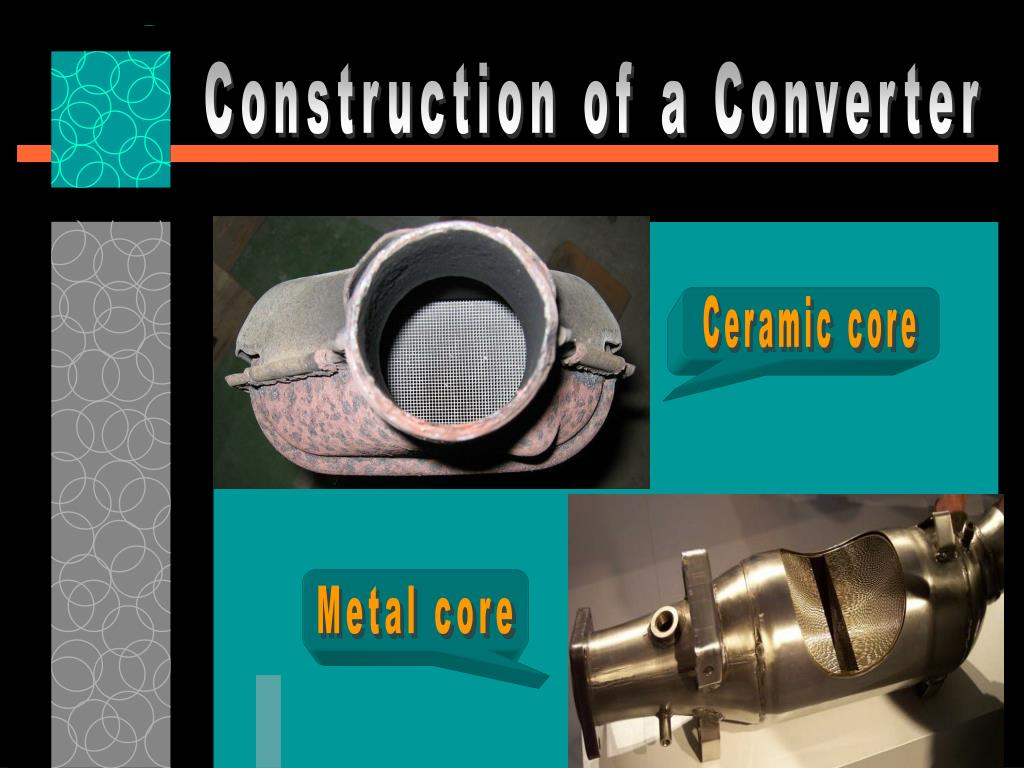 Construction of a Converter
Ceramic core
Metal core